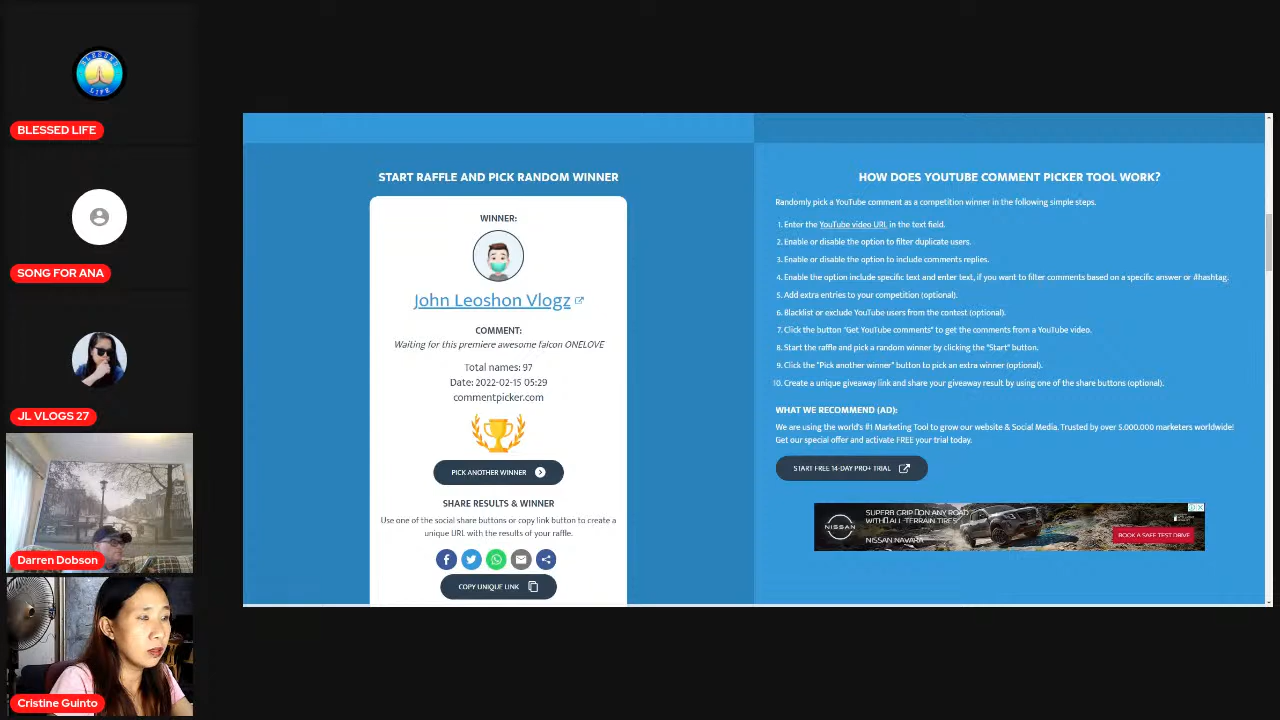 BLESSED LIFE
SONG FOR ANA
JL VLOGS 27
Darren Dobson
Cristine Guinto
START RAFFLE AND PICK RANDOM WINNER
WINNER:
John Leoshon Vlogz
COMMENT:
Waiting for this premiere awesome falcon ONELOVE
Total names: 97
Date: 2022-02-15 05:29
commentpicker.com
PICK ANOTHER WINNER
SHARE RESULTS & WINNER
Use one of the social share buttons or copy link button to create a
unique URL with the results of your raffle.
COPY UNIQUE LINK
HOW DOES YOUTUBE COMMENT PICKER TOOL WORK?
Randomly pick a YouTube comment as a competition winner in the following simple steps.
1. Enter the YouTube video URL in the text field.
2. Enable or disable the option to filter duplicate users.
3. Enable or disable the option to include comments replies.
4. Enable the option include specific text and enter text, if you want to filter comments based on a specific answer or #hashtag.
5. Add extra entries to your competition (optional).
6. Blacklist or exclude YouTube users from the contest (optional).
7. Click the button "Get YouTube comments" to get the comments from a YouTube video.
8. Start the raffle and pick a random winner by clicking the "Start" button.
9. Click the "Pick another winner" button to pick an extra winner (optional).
10. Create a unique giveaway link and share your giveaway result by using one of the share buttons (optional).
WHAT WE RECOMMEND (AD):
We are using the world's #1 Marketing Tool to grow our website & Social Media. Trusted by over 5.000.000 marketers worldwide!
Get our special offer and activate FREE your trial today.
START FREE 14-DAY PRO+ TRIAL
NISSAN
SUPERB GRIP ON ANY ROAD
WITH ALL-TERRAIN TIRES
NISSAN NAVARA
BOOK A SAFE TEST DRIVE